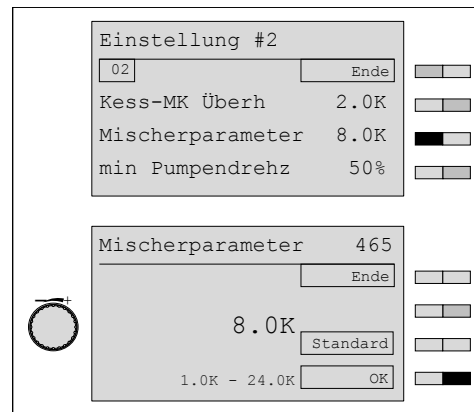 Einstellung #2
02 Ende
Kess-MK Überh 2.0K
Mischerparameter 8.0K
min Pumpendrehz 50%
Mischerparameter 465
Ende
+
8.0K
Standard
1.0K - 24.0K OK